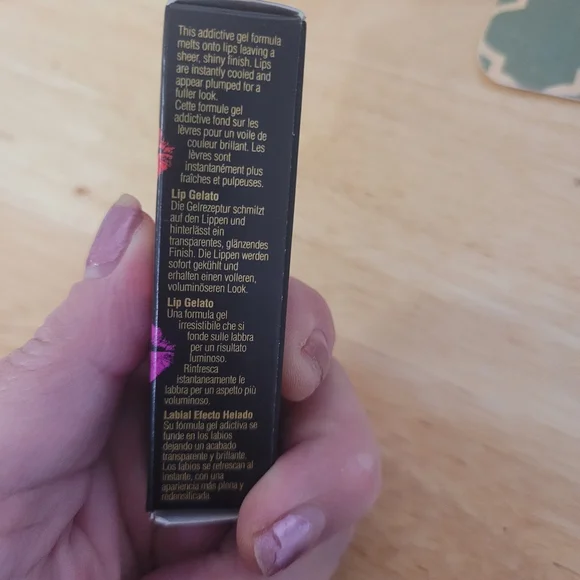 This addictive gel formula
melts onto lips leaving a
sheer, shiny finish. Lips
are instantly cooled and
appear plumped for a
fuller look.
Cette formule gel
addictive fond sur les
lèvres pour un voile de
couleur brillant. Les
lèvres sont
instantanément plus
fraîches et pulpeuses.
Lip Gelato
Die Gelrezeptur schmilzt
auf den Lippen und
hinterlässt ein
transparentes, glänzendes
Finish. Die Lippen werden
sofort gekühlt und
erhalten einen volleren,
voluminöseren Look.
Lip Gelato
Una formula gel
irresistibile che si
fonde sulle labbra
per un risultato
luminoso.
Rinfresca
istantaneamente le
labbra per un aspetto più
voluminoso.
Labial Efecto Helado
Su fórmula gel adictiva se
funde en los labios
dejando un acabado
transparente y brillante.
Los labios se refrescan al
instante, con una
apariencia más plena y
redensificada.